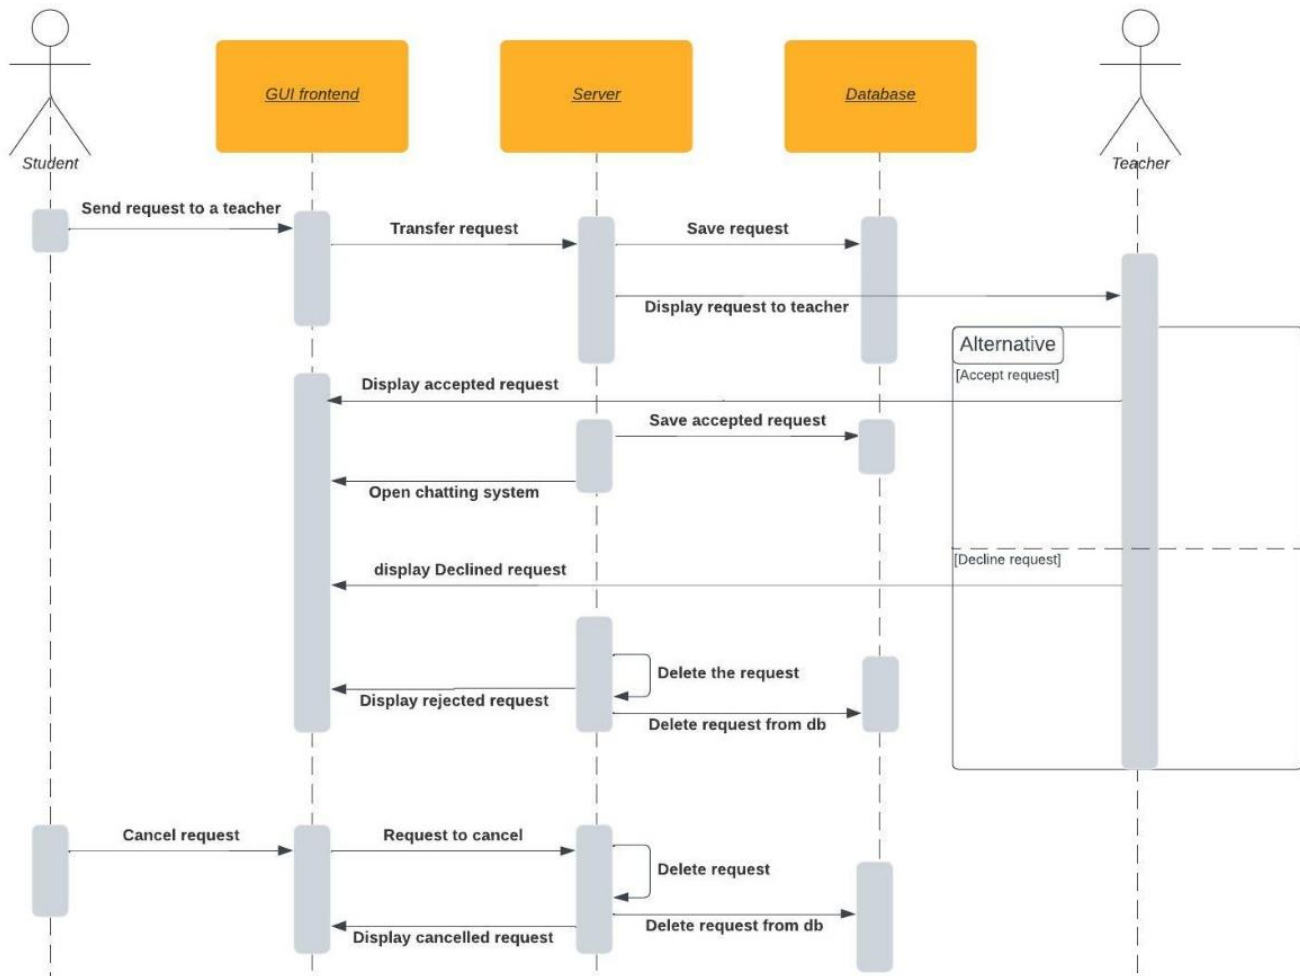 GUI frontend
Server
Database
Student
Teacher
Send request to a teacher
Transfer request
Save request
Display request to teacher
Alternative
[Accept request]
Display accepted request
Save accepted request
Open chatting system
[Decline request]
display Declined request
Delete the request
Display rejected request
Delete request from db
Cancel request
Request to cancel
Delete request
Delete request from db
Display cancelled request